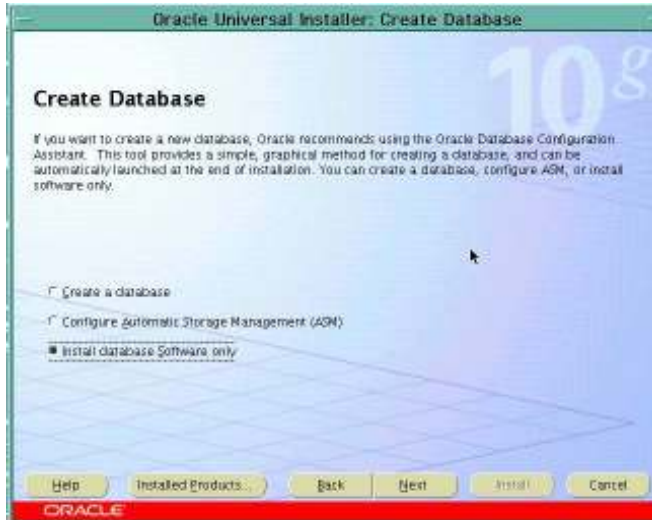 Oracle Universal Installer: Create Database
10g
Create Database
If you want to create a new database, Oracle recommends using the Oracle Database Configuration
Assistant. This tool provides a simple, graphical method for creating a database, and can be
automatically launched at the end of installation. You can create a database, configure ASM, or install
software only.
Create a database
Configure Automatic Storage Management (ASM)
Install database Software only
Help
Installed Products...
Back
Next
Install
Cancel
ORACLE